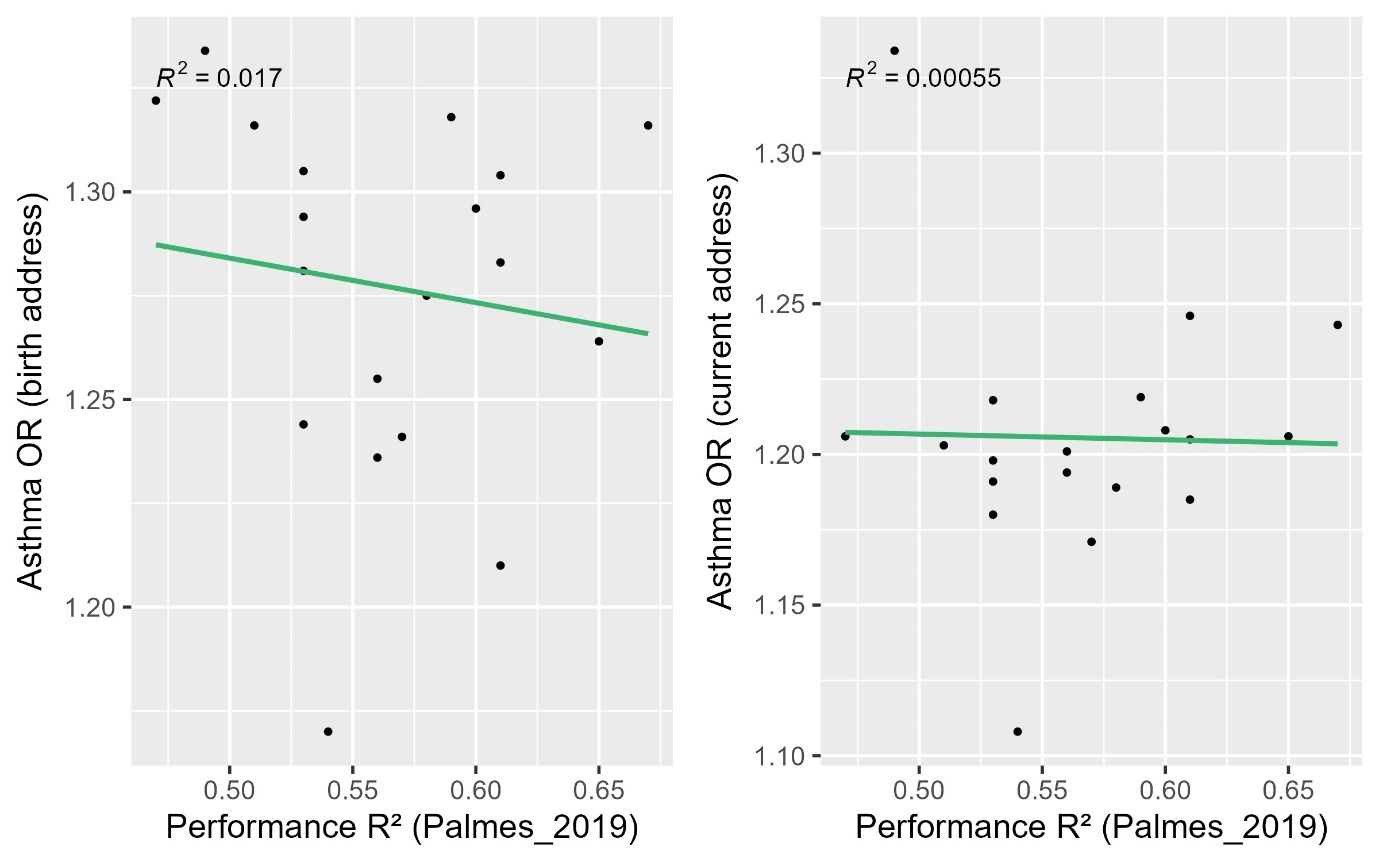 R² = 0.017
1.30
1.25
1.20
Asthma OR (birth address)
0.50 0.55 0.60 0.65
Performance R² (Palmes_2019)
R² = 0.00055
1.30
1.25
1.20
1.15
1.10
Asthma OR (current address)
0.50 0.55 0.60 0.65
Performance R² (Palmes_2019)